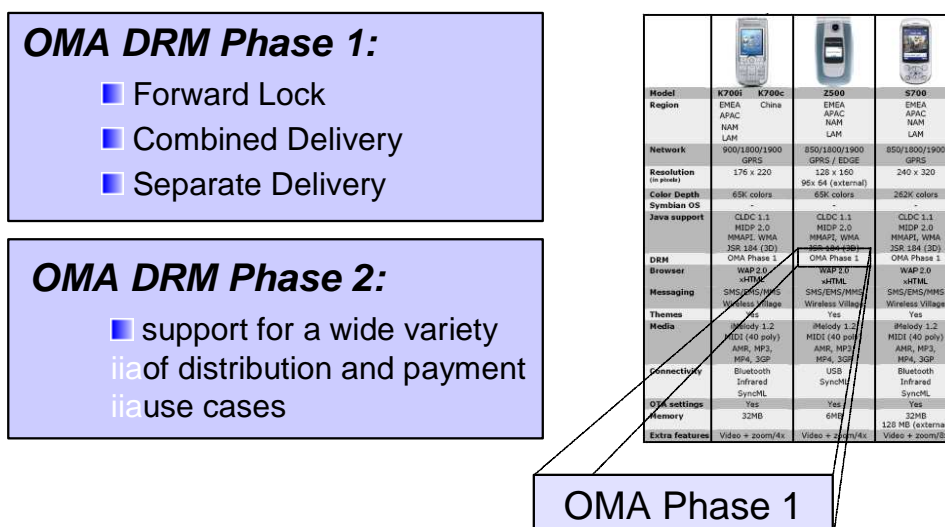 OMA DRM Phase 1:
Forward Lock
Combined Delivery
Separate Delivery
OMA DRM Phase 2:
support for a wide variety
iiaof distribution and payment
iiause cases
Model K700i K700c Z500 S700
Region EMEA China EMEA EMEA
APAC APAC APAC
NAM NAM NAM
LAM LAM LAM
Network 900/1800/1900 850/1800/1900 850/1800/1900
GPRS GPRS / EDGE GPRS
Resolution 176 x 220 128 x 160 240 x 320
(in pixels) 96x 64 (external)
Color Depth 65K colors 65K colors 262K colors
Symbian OS - - -
Java support CLDC 1.1 CLDC 1.1 CLDC 1.1
MIDP 2.0 MIDP 2.0 MIDP 2.0
MMAPI. WMA MMAPI, WMA MMAPI, WMA
JSR 184 (3D) JSR 184 (3D) JSR 184 (3D)
DRM OMA Phase 1 OMA Phase 1 OMA Phase 1
Browser WAP 2.0 WAP 2.0 WAP 2.0
xHTML xHTML xHTML
Messaging SMS/EMS/MMS SMS/EMS/MMS SMS/EMS/MMS
Wireless Village Wireless Village Wireless Village
Themes Yes Yes Yes
Media iMelody 1.2 iMelody 1.2 iMelody 1.2
MIDI (40 poly) MIDI (40 poly) MIDI (40 poly)
AMR, MP3, AMR, MP3, AMR, MP3,
MP4, 3GP MP4, 3GP MP4, 3GP
Connectivity Bluetooth USB Bluetooth
Infrared SyncML Infrared
SyncML SyncML
OTA settings Yes Yes Yes
Memory 32MB 6MB 32MB
128 MB (externa
Extra features Video + zoom/4x Video + zoom/4x Video + zoom/8
OMA Phase 1